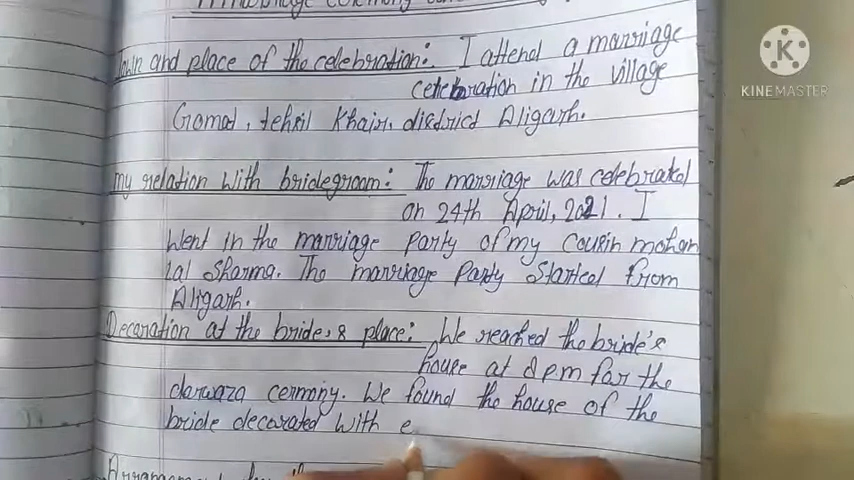 own and place of the celebration: I attend a marriage
celebration in the village
Gomat, tehsil Khair, district Aligarh.
my relation with bridegroom: The marriage was celebrated
on 24th April, 2021. I
went in the marriage party of my cousin mohan
lal Sharma. The marriage party started from
Aligarh.
Decoration at the bride's place: We reached the bride's
house at 8 pm for the
darwaza cermony. We found the house of the
bride decorated with e
K
KINEMASTER